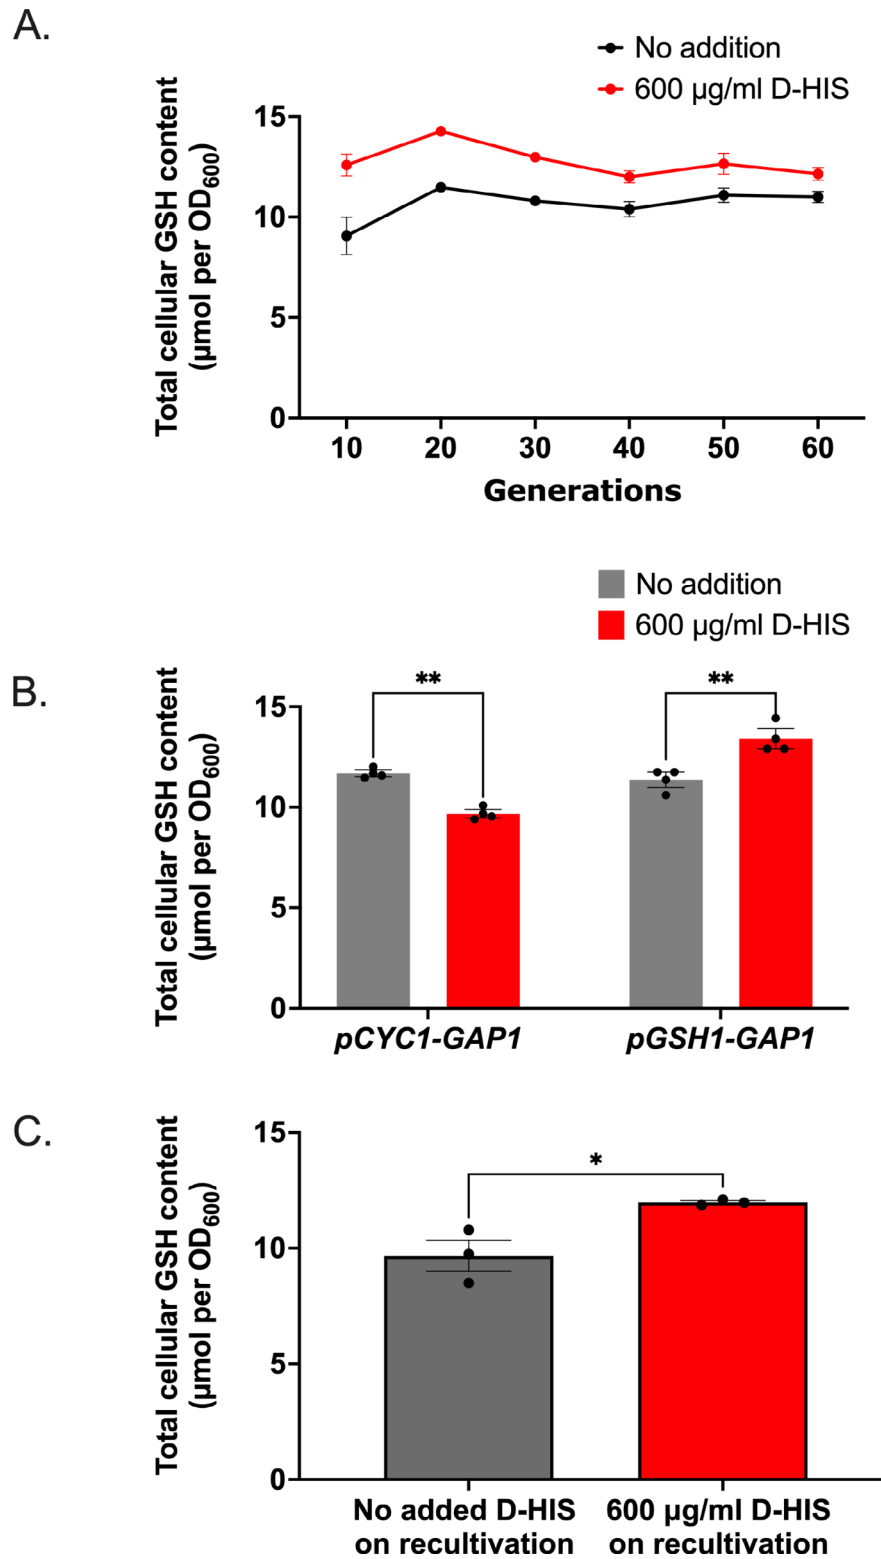 A.
No addition
600 µg/ml D-HIS
Total cellular GSH content
(µmol per OD600)
15
10
5
0
10 20 30 40 50 60
Generations
No addition
600 µg/ml D-HIS
B.
Total cellular GSH content
(µmol per OD600)
** **
15
10
5
0
pCYC1-GAP1 pGSH1-GAP1
C.
Total cellular GSH content
(µmol per OD600)
*
15
10
5
0
No added D-HIS 600 µg/ml D-HIS
on recultivation on recultivation